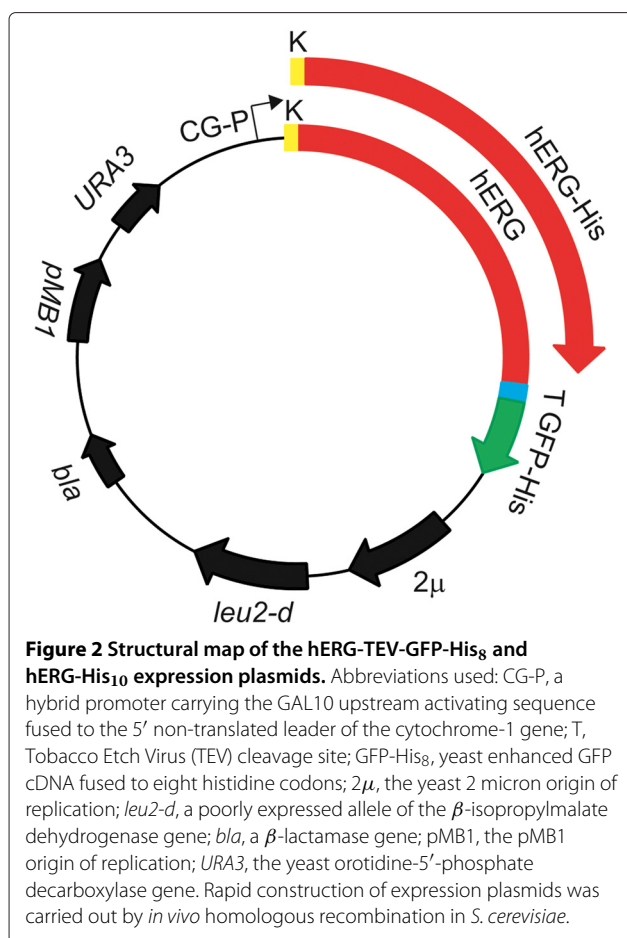 K
hERG-His
CG-P
K
hERG
URA3
pMB1
T GFP-His
bla
2μ
leu2-d
Figure 2 Structural map of the hERG-TEV-GFP-His₈ and
hERG-His₁₀ expression plasmids. Abbreviations used: CG-P, a
hybrid promoter carrying the GAL10 upstream activating sequence
fused to the 5′ non-translated leader of the cytochrome-1 gene; T,
Tobacco Etch Virus (TEV) cleavage site; GFP-His₈, yeast enhanced GFP
cDNA fused to eight histidine codons; 2μ, the yeast 2 micron origin of
replication; leu2-d, a poorly expressed allele of the β-isopropylmalate
dehydrogenase gene; bla, a β-lactamase gene; pMB1, the pMB1
origin of replication; URA3, the yeast orotidine-5′-phosphate
decarboxylase gene. Rapid construction of expression plasmids was
carried out by in vivo homologous recombination in S. cerevisiae.